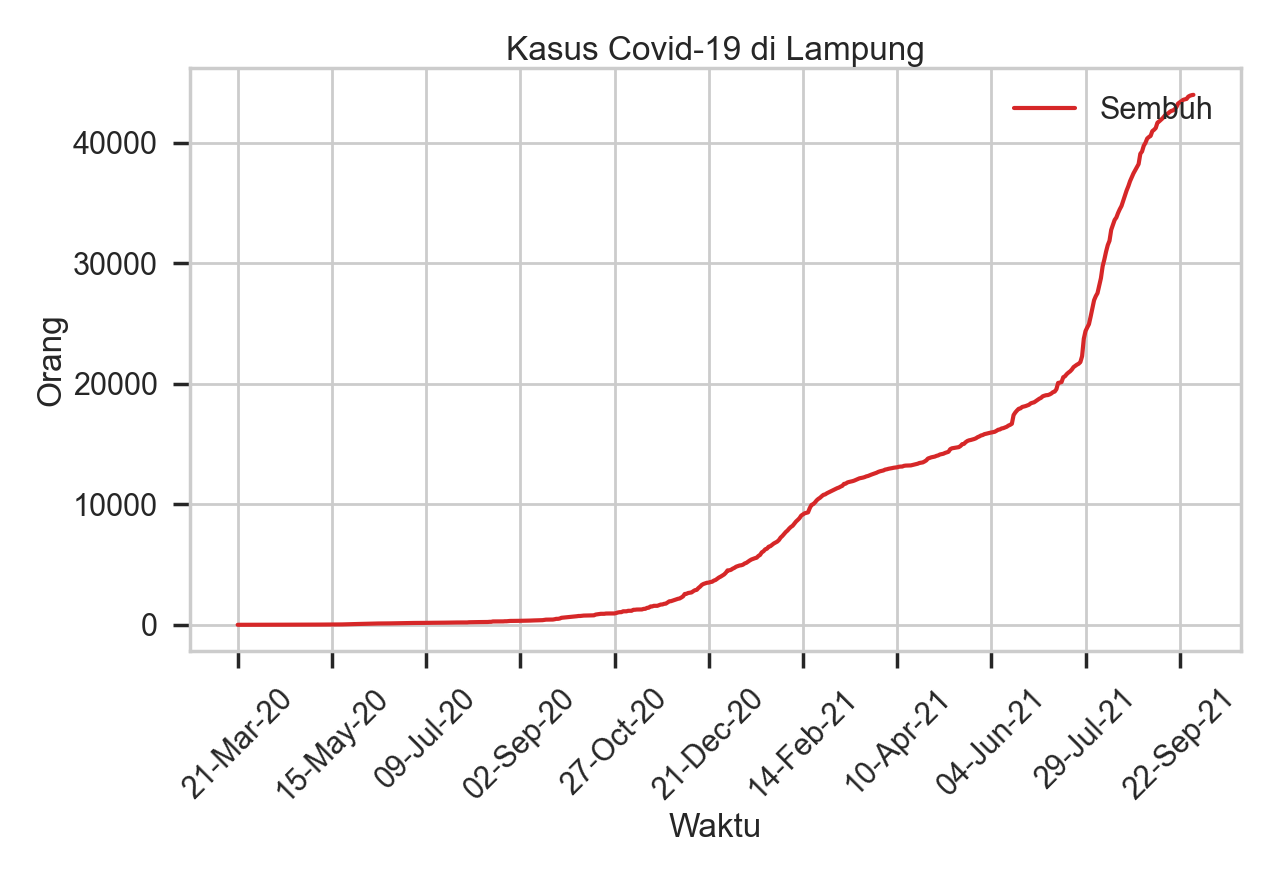 Kasus Covid-19 di Lampung
Sembuh
Orang
40000
30000
20000
10000
0
21-Mar-20
15-May-20
09-Jul-20
02-Sep-20
27-Oct-20
21-Dec-20
14-Feb-21
10-Apr-21
04-Jun-21
29-Jul-21
22-Sep-21
Waktu